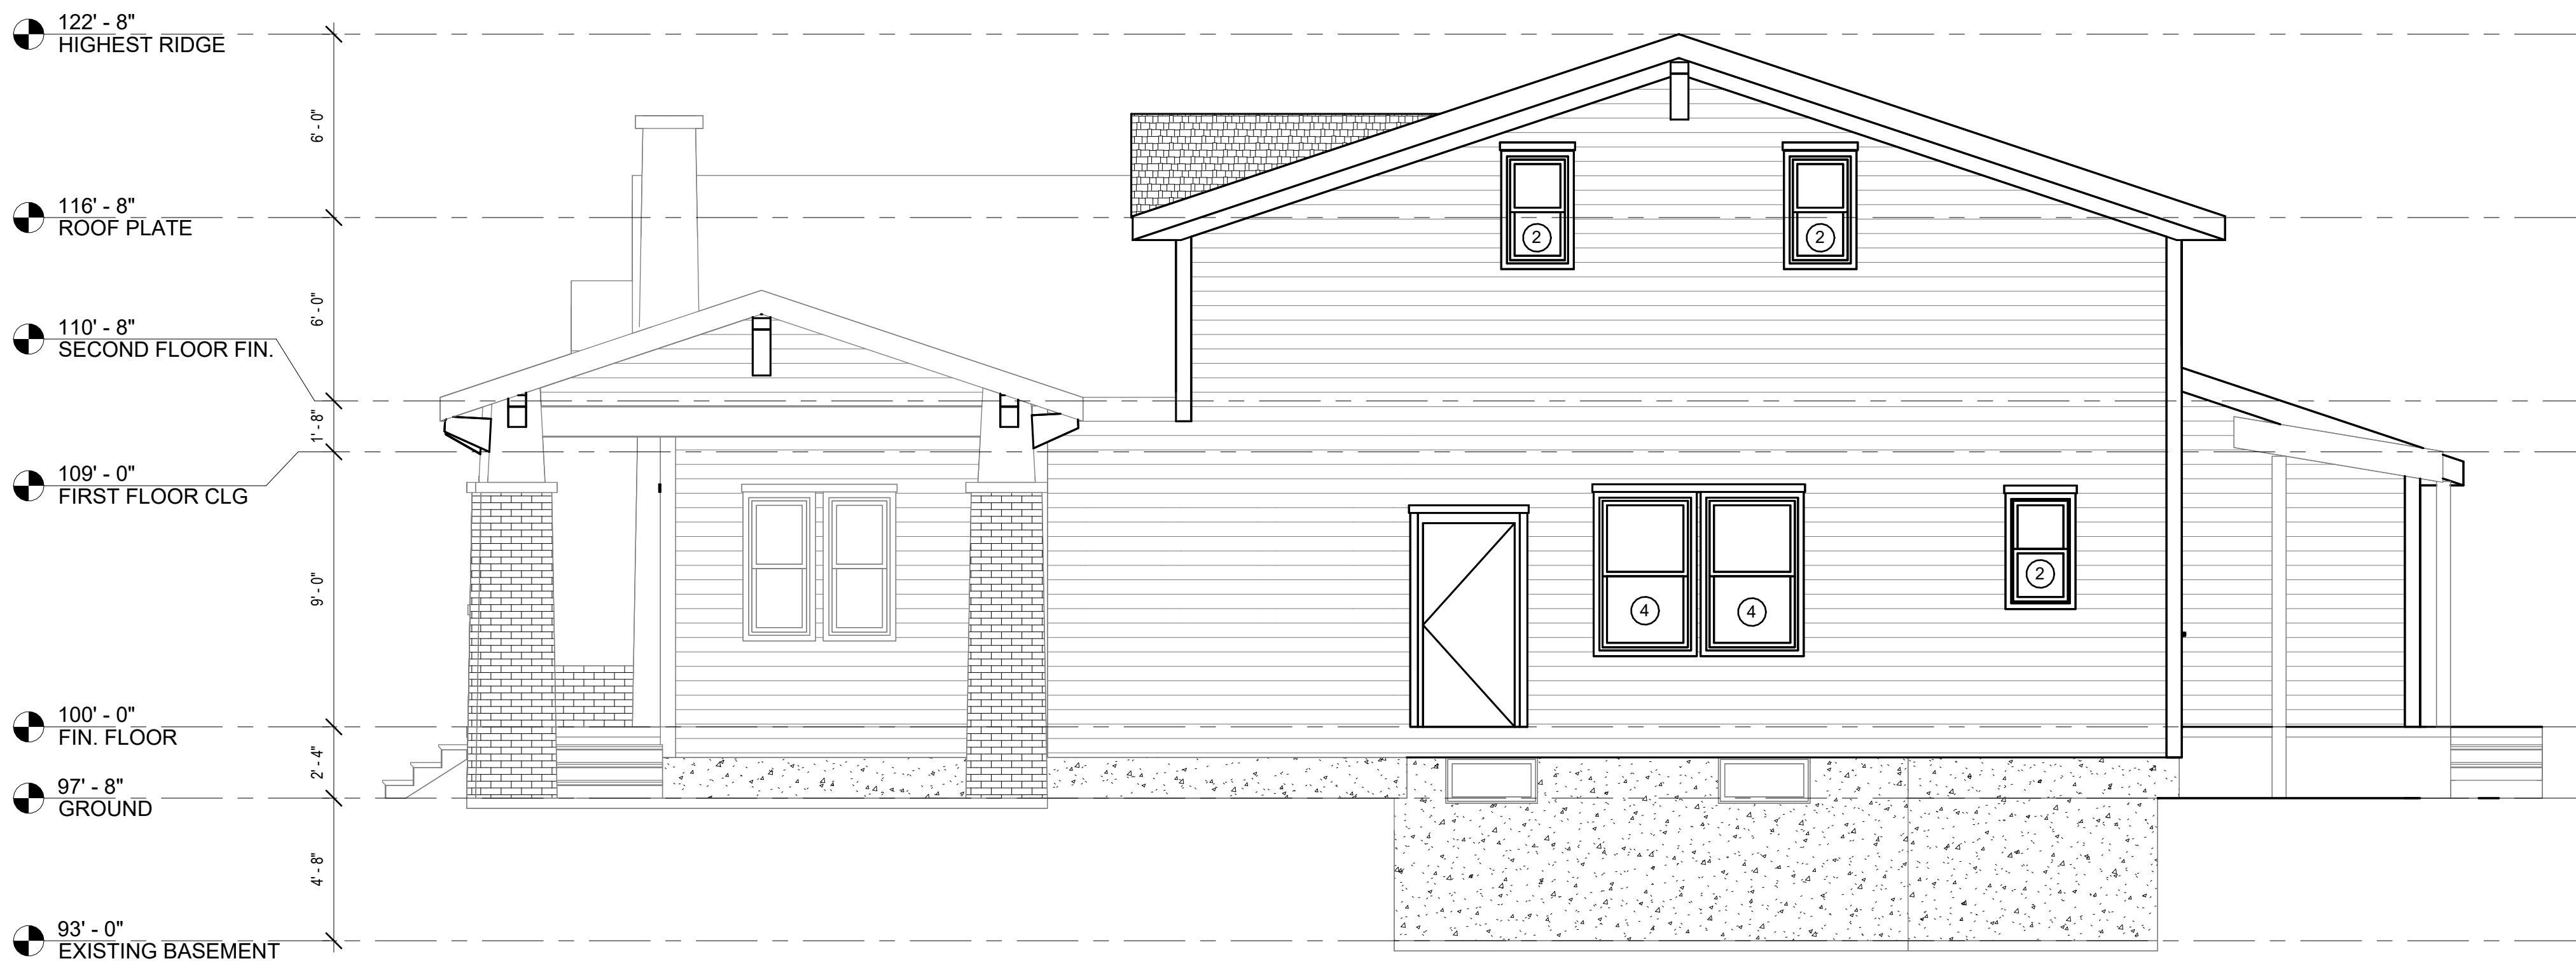 122' - 8"
HIGHEST RIDGE
6' - 0"
116' - 8"
ROOF PLATE
2
2
6' - 0"
110' - 8"
SECOND FLOOR FIN.
1' - 8"
109' - 0"
FIRST FLOOR CLG
9' - 0"
4
4
2
100' - 0"
FIN. FLOOR
2' - 4"
97' - 8"
GROUND
4' - 8"
93' - 0"
EXISTING BASEMENT